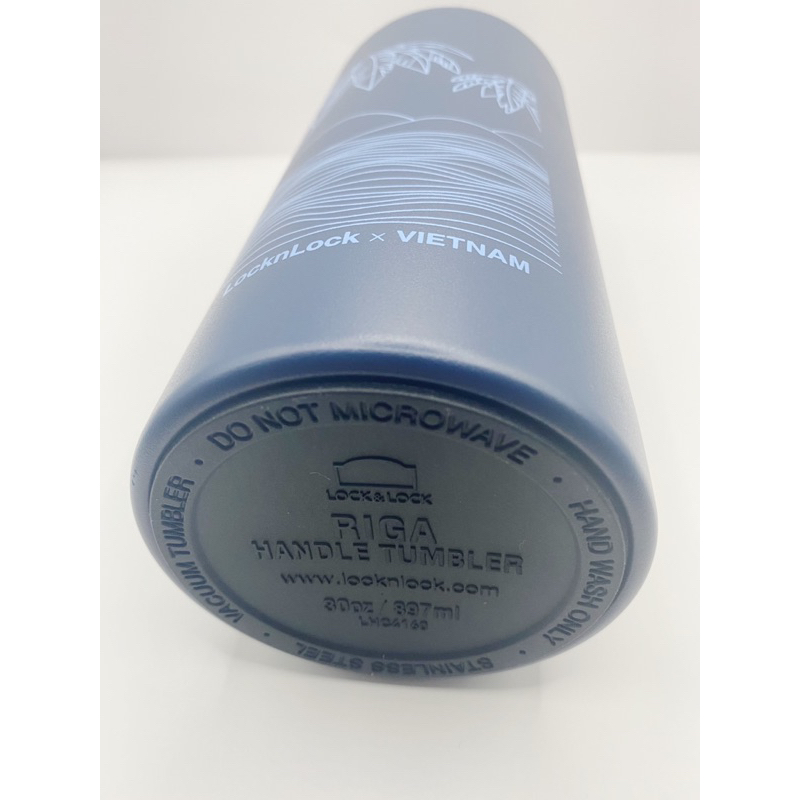 LocknLock × VIETNAM
DO NOT MICROWAVE
HAND WASH ONLY
STAINLESS STEEL
VACUUM TUMBLER
LOCK&LOCK
RIGA
HANDLE TUMBLER
www.locknlock.com
30oz / 897ml